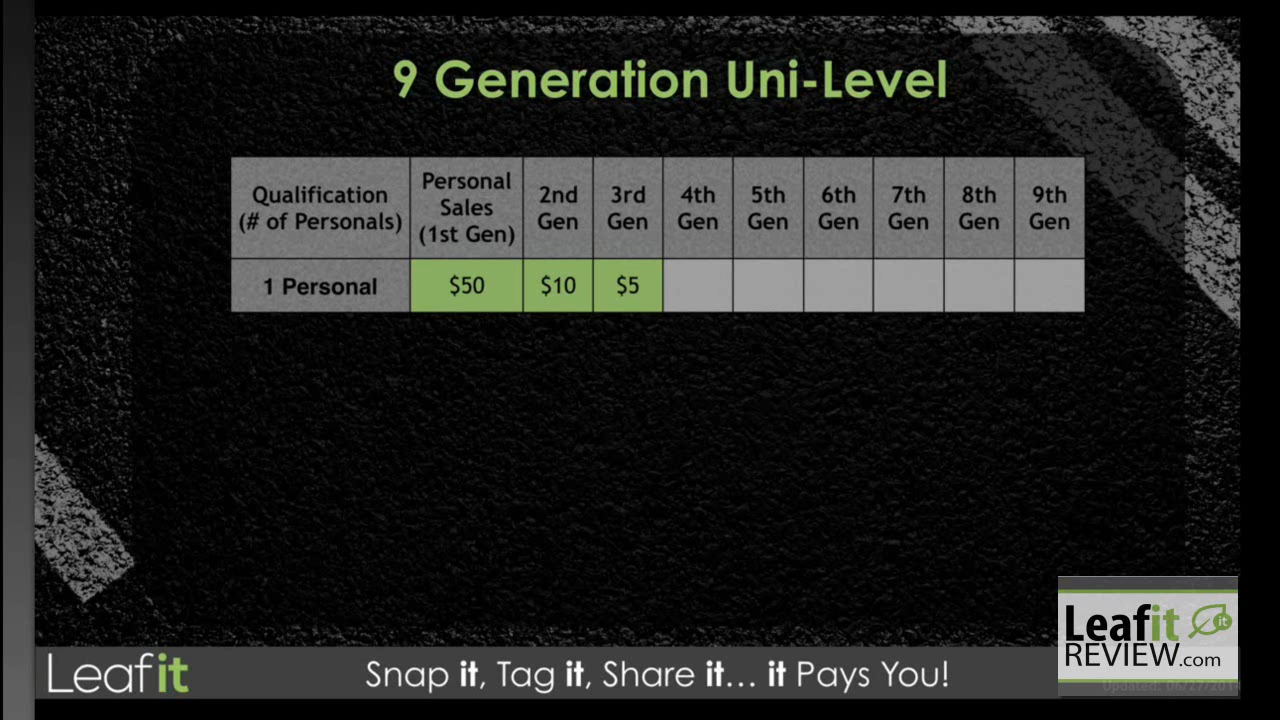 9 Generation Uni-Level
Qualification
(# of Personals)
Personal
Sales
(1st Gen)
2nd
Gen
3rd
Gen
4th
Gen
5th
Gen
6th
Gen
7th
Gen
8th
Gen
9th
Gen
1 Personal
$50
$10
$5
Leafit
Snap it, Tag it, Share it... it Pays You!
Leafit
it
REVIEW.com
Updated: